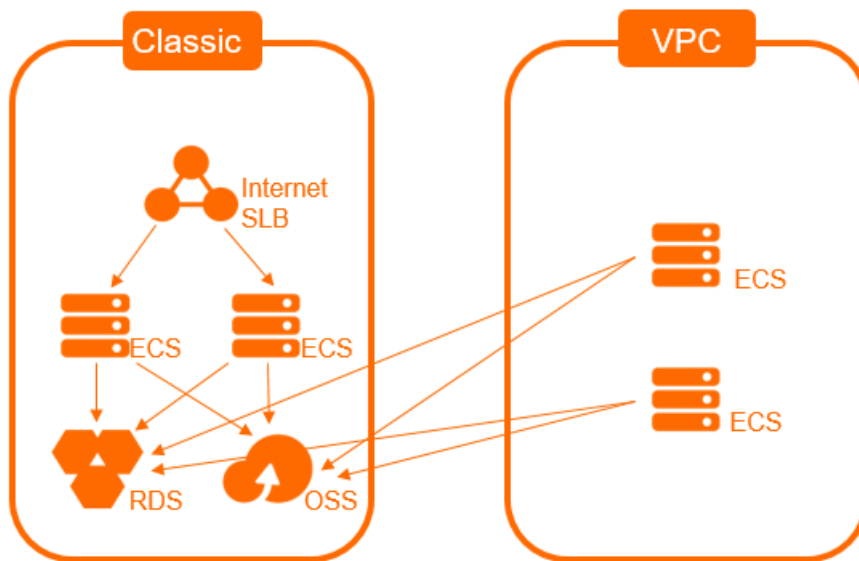 Classic
VPC
Internet
SLB
ECS
ECS
ECS
ECS
RDS
OSS